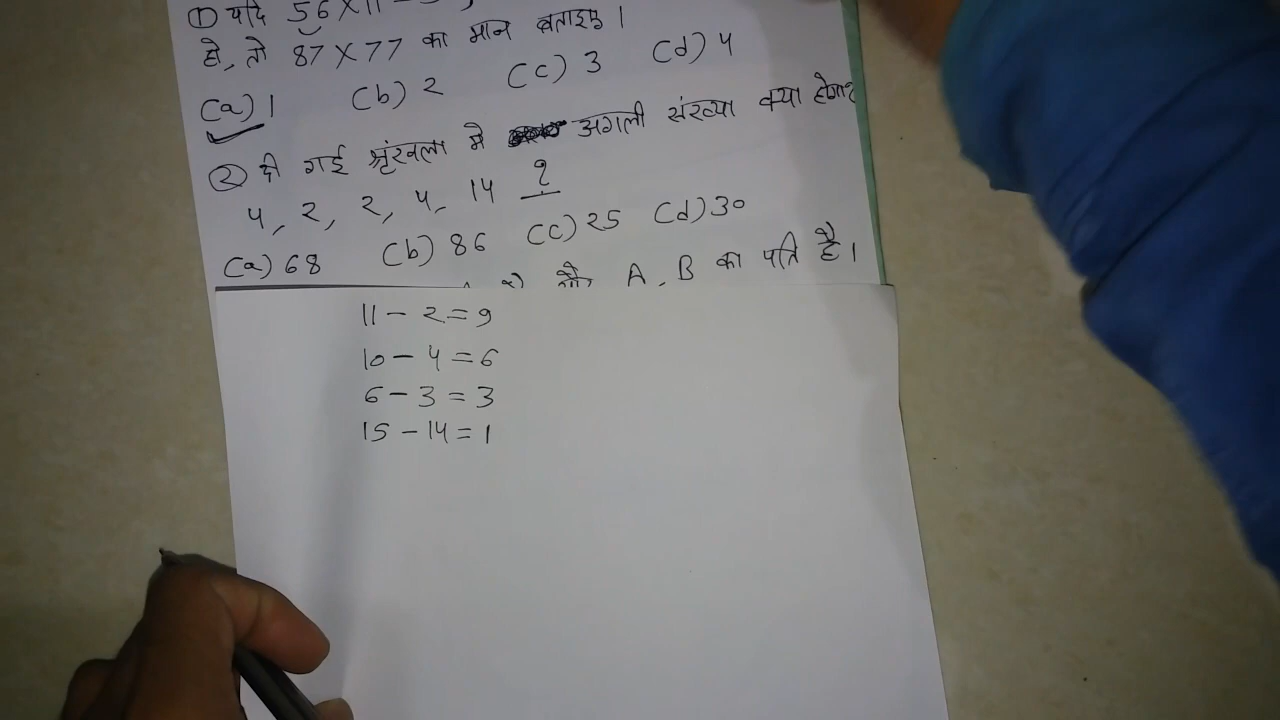 ① यदि 56 X 11 =
हो, तो 87 X 77 का मान बताइए।
(a) 1 (b) 2 (c) 3 (d) 4
② दी गई श्रृंखला मे अगली संख्या क्या होगा?
4, 2, 2, 4, 14 ?
(a) 68 (b) 86 (c) 25 (d) 30
A, B का पति है।
11 - 2 = 9
10 - 4 = 6
6 - 3 = 3
15 - 14 = 1